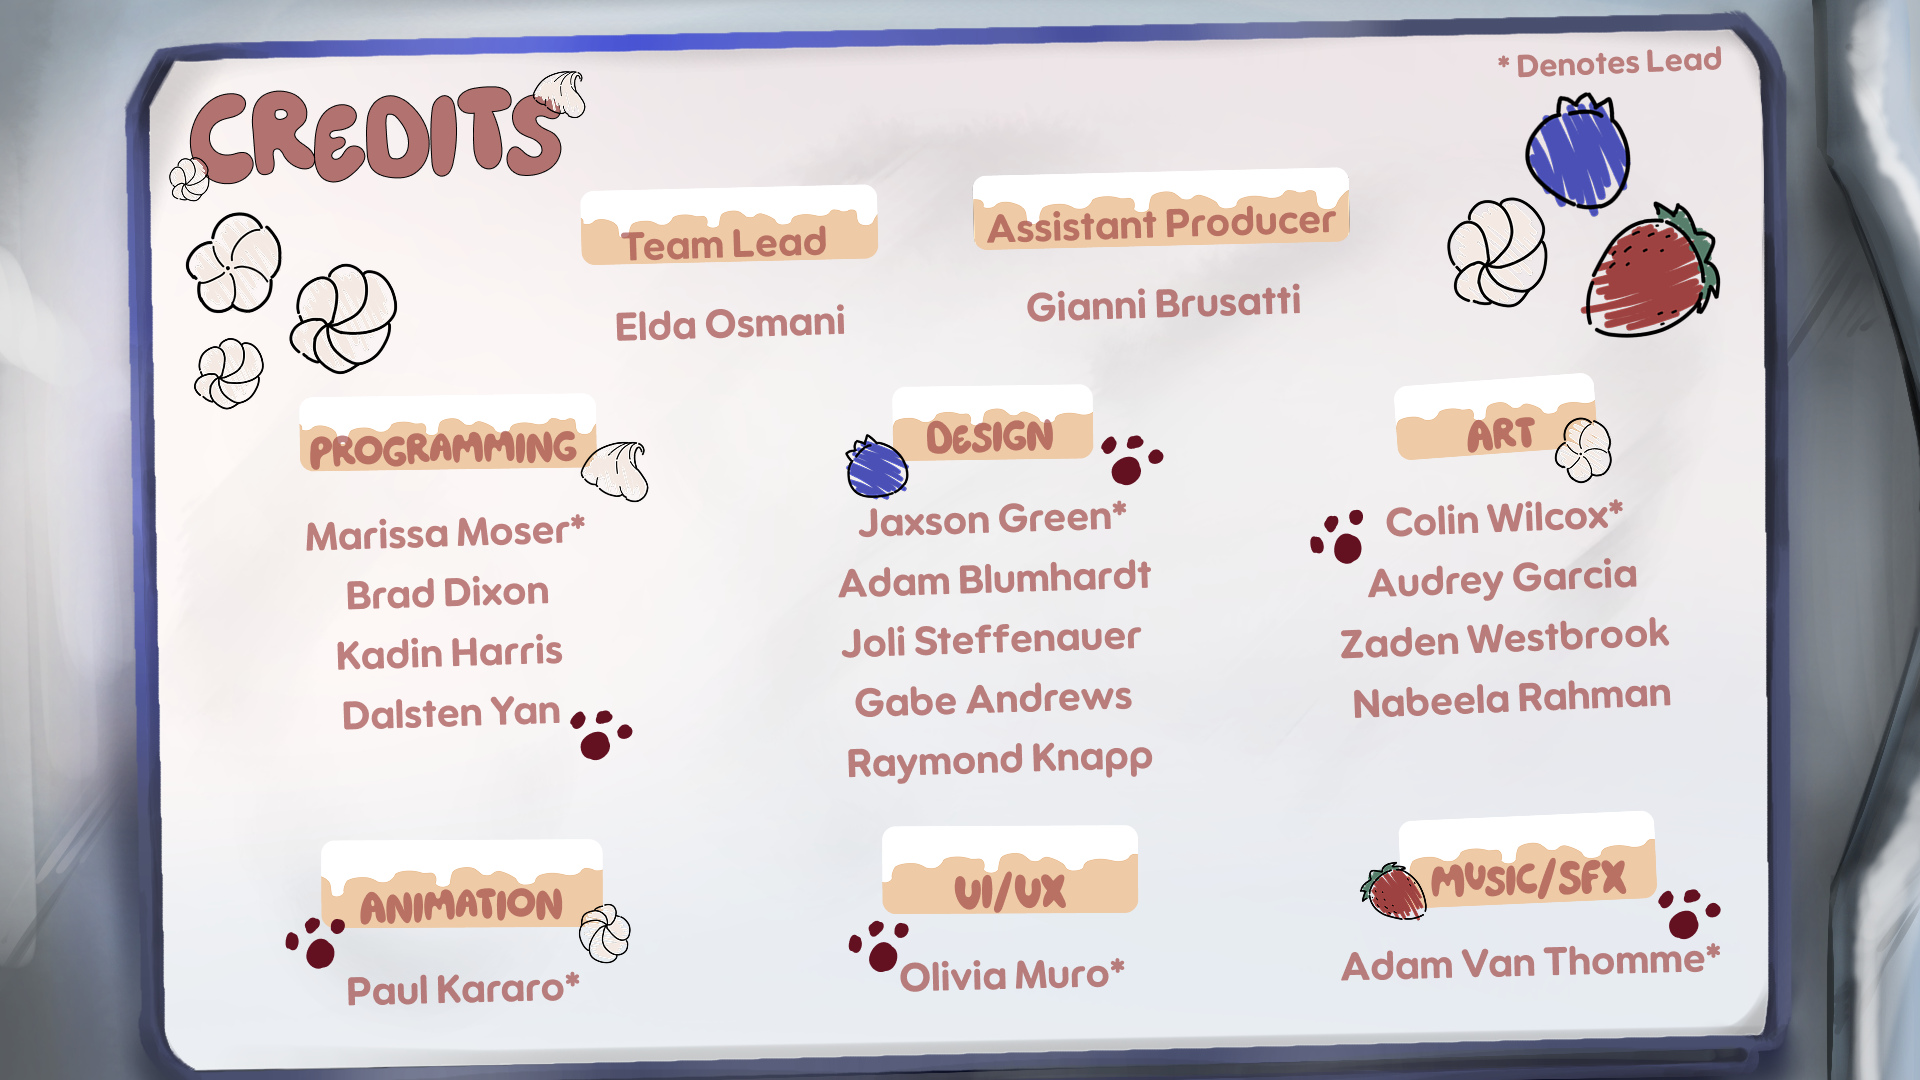 * Denotes Lead
CREDITS
Team Lead
Elda Osmani
Assistant Producer
Gianni Brusatti
PROGRAMMING
Marissa Moser*
Brad Dixon
Kadin Harris
Dalsten Yan
DESIGN
Jaxson Green*
Adam Blumhardt
Joli Steffenauer
Gabe Andrews
Raymond Knapp
ART
Colin Wilcox*
Audrey Garcia
Zaden Westbrook
Nabeela Rahman
ANIMATION
Paul Kararo*
UI/UX
Olivia Muro*
MUSIC/SFX
Adam Van Thomme*